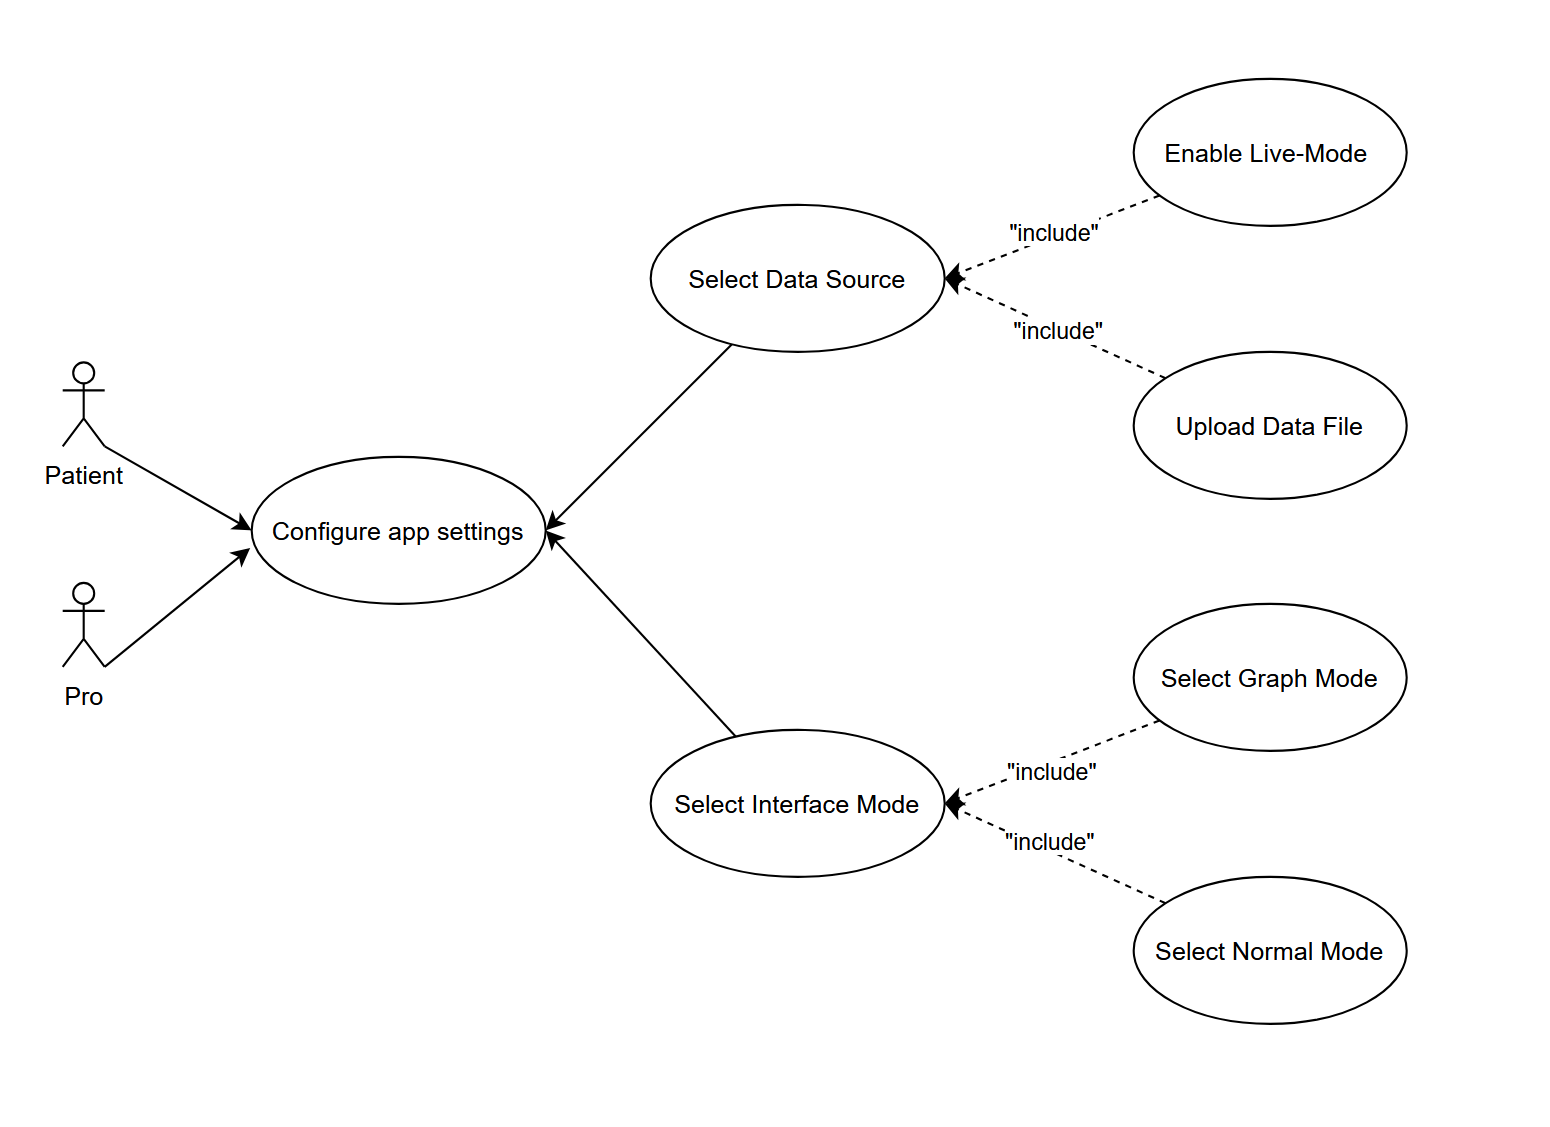 Enable Live-Mode
"include"
Select Data Source
"include"
Upload Data File
Patient
Configure app settings
Pro
Select Graph Mode
"include"
Select Interface Mode
"include"
Select Normal Mode